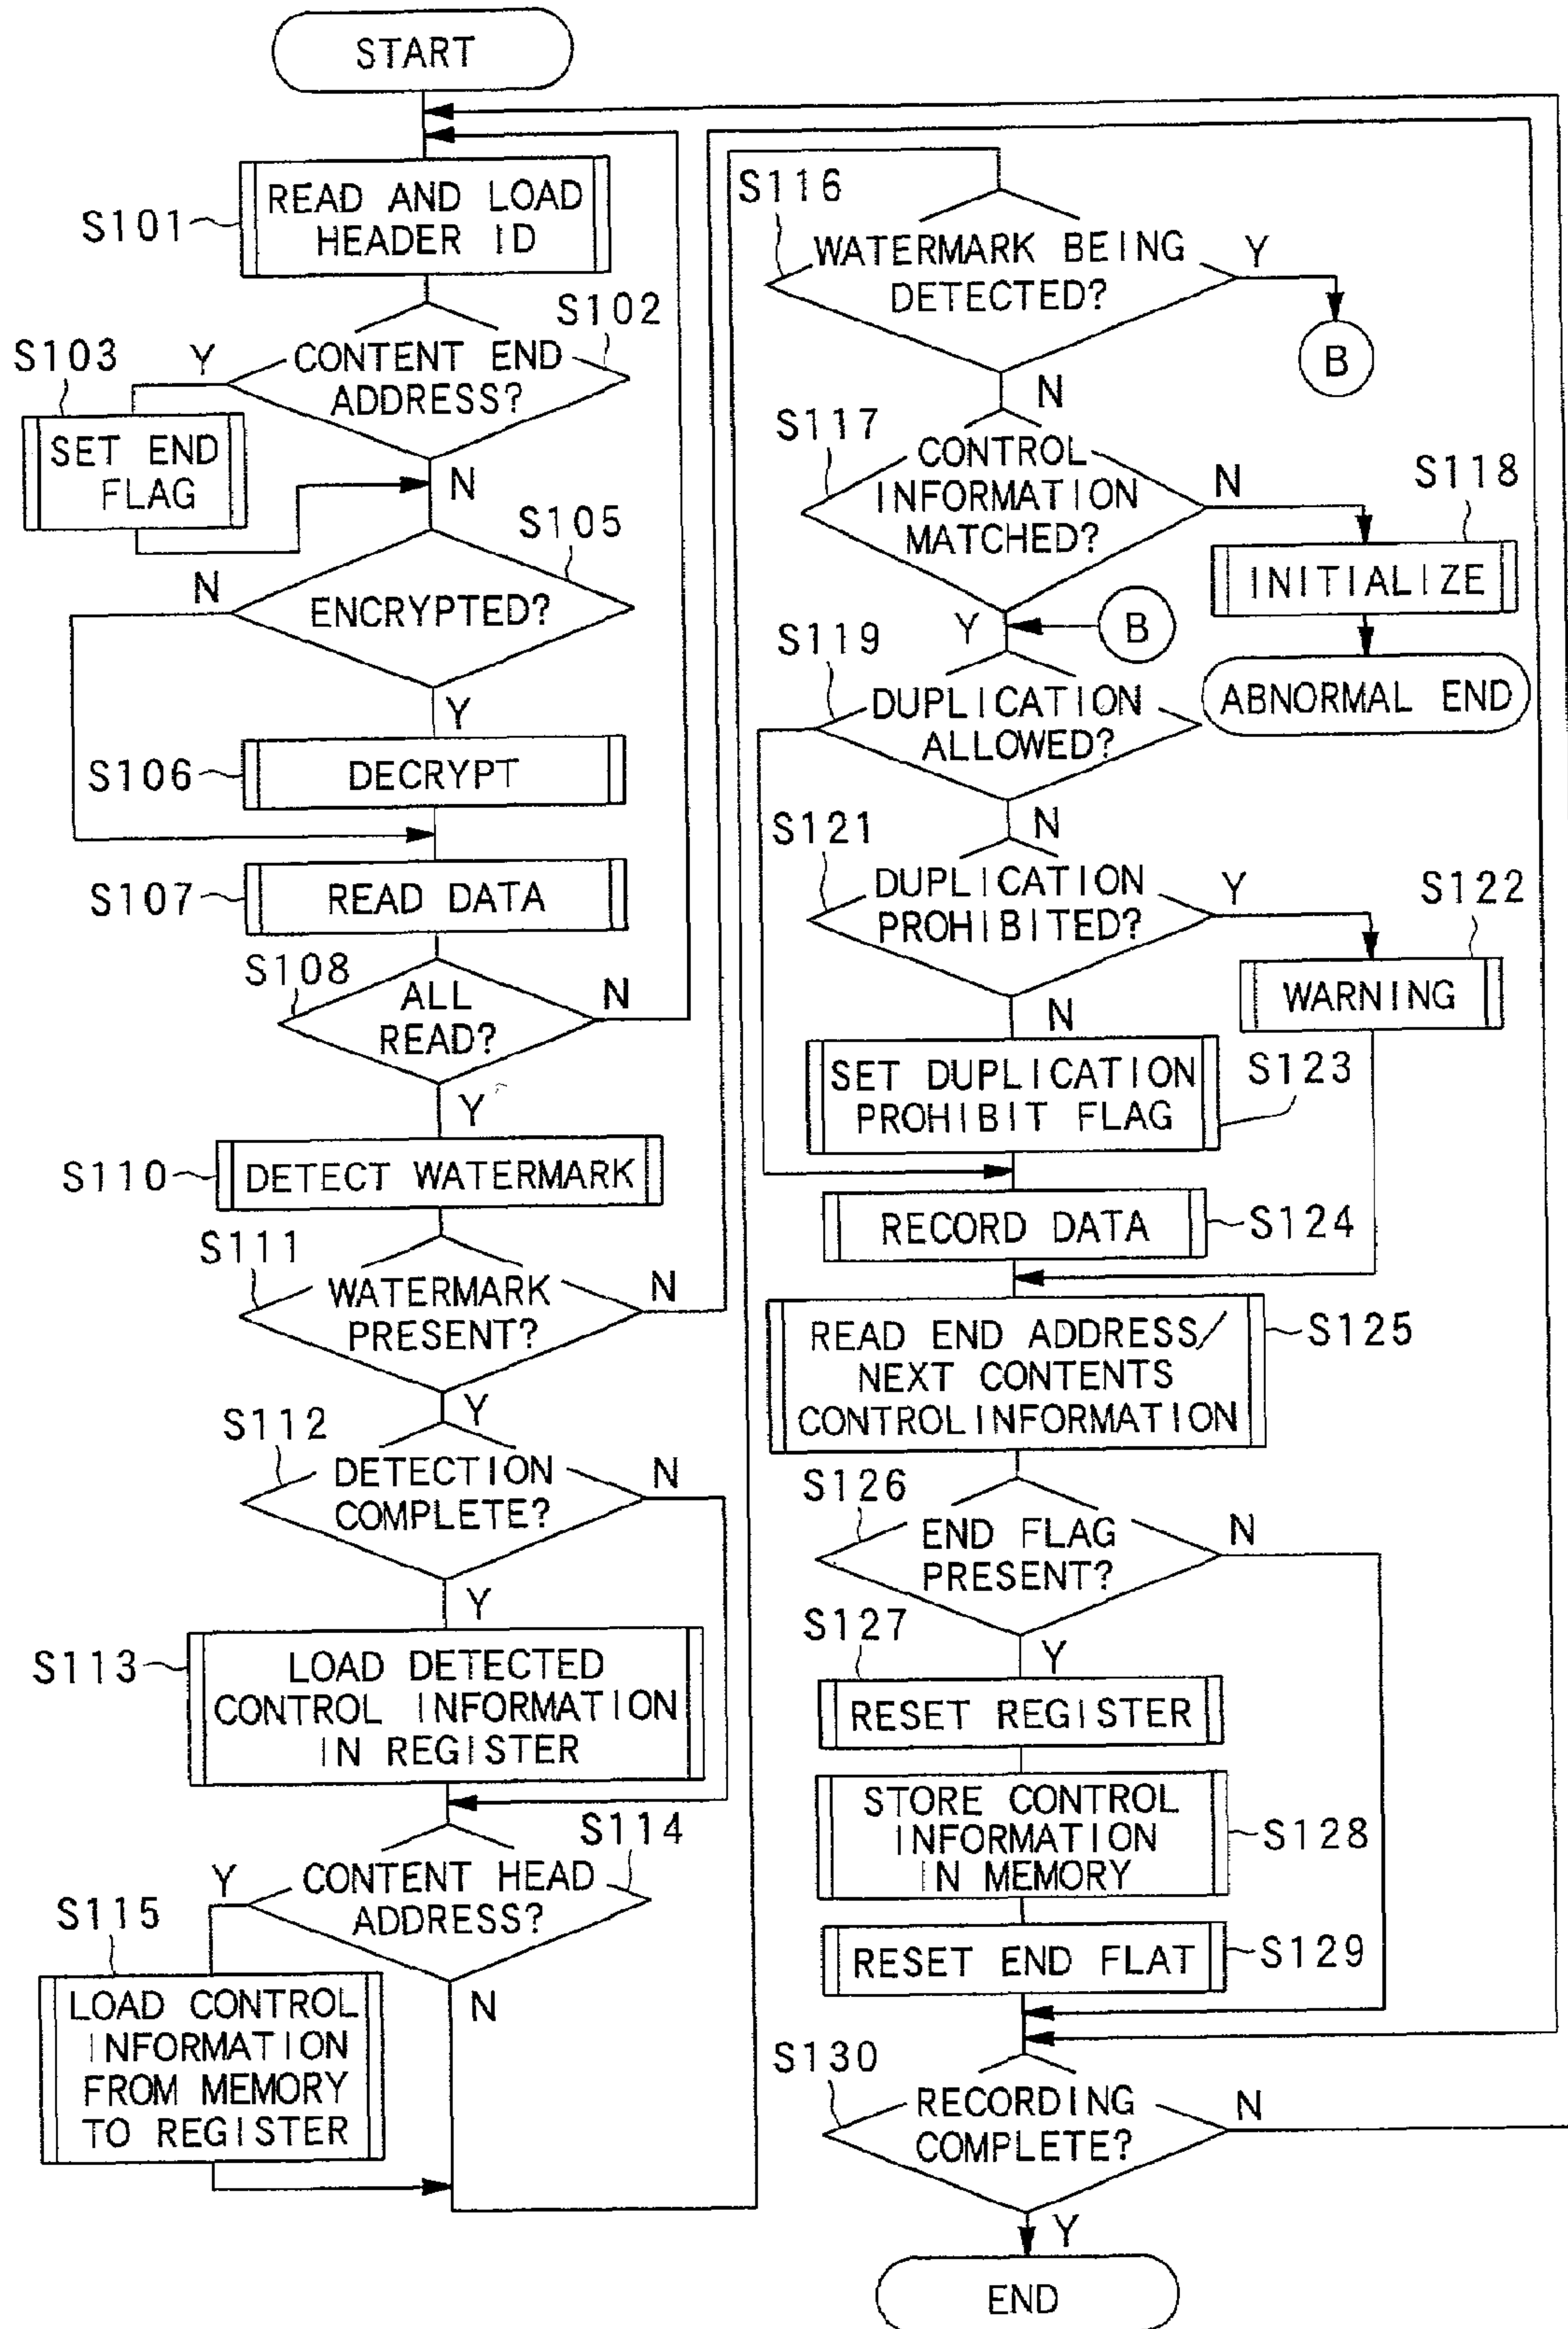 START
S101
READ AND LOAD
HEADER ID
S102
CONTENT END
ADDRESS?
Y
N
S103
SET END
FLAG
S105
ENCRYPTED?
N
Y
S106
DECRYPT
S107
READ DATA
S108
ALL
READ?
N
Y
S110
DETECT WATERMARK
S111
WATERMARK
PRESENT?
N
Y
S112
DETECTION
COMPLETE?
N
Y
S113
LOAD DETECTED
CONTROL INFORMATION
IN REGISTER
S114
CONTENT HEAD
ADDRESS?
Y
N
S115
LOAD CONTROL
INFORMATION
FROM MEMORY
TO REGISTER
S116
WATERMARK BEING
DETECTED?
Y
B
N
S117
CONTROL
INFORMATION
MATCHED?
N
S118
INITIALIZE
ABNORMAL END
Y
B
S119
DUPLICATION
ALLOWED?
N
S121
DUPLICATION
PROHIBITED?
Y
S122
WARNING
N
SET DUPLICATION
PROHIBIT FLAG
S123
RECORD DATA
S124
READ END ADDRESS/
NEXT CONTENTS
CONTROL INFORMATION
S125
S126
END FLAG
PRESENT?
N
Y
S127
RESET REGISTER
STORE CONTROL
INFORMATION
IN MEMORY
S128
RESET END FLAT
S129
S130
RECORDING
COMPLETE?
N
Y
END